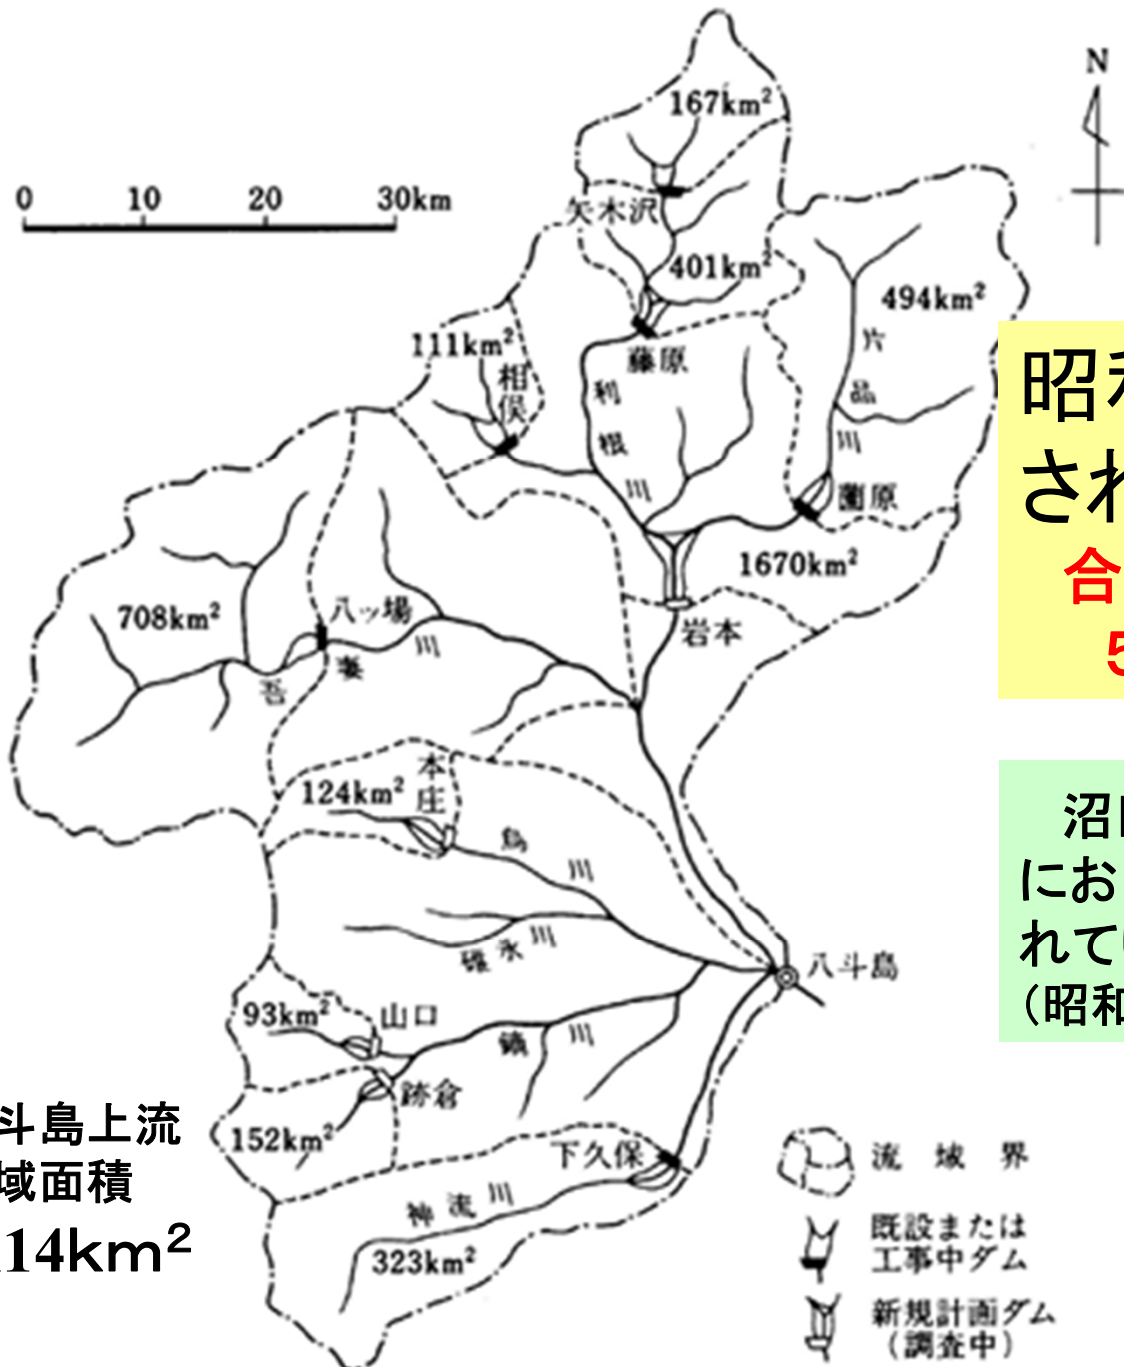 N
167km²
0 10 20 30km
矢木沢
401km²
494km²
111km²
相俣
藤原
片品川
利根川
薗原
1670km²
岩本
708km²
八ッ場
吾妻川
本庄
124km²
烏川
碓氷川
八斗島
93km²
山口
鏑川
跡倉
152km²
下久保
神流川
323km²
斗島上流
域面積
14km²
昭和
され
合
5
沼
にお
れて
(昭和
流域界
既設または
工事中ダム
新規計画ダム
(調査中)